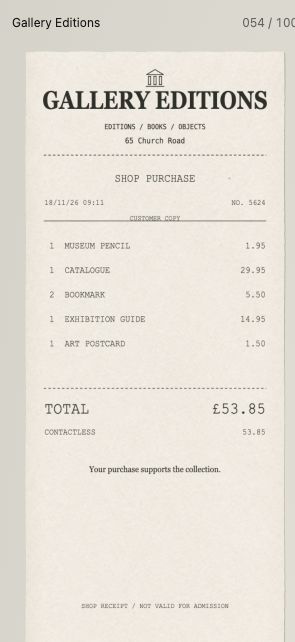 Gallery Editions 054 / 100
GALLERY EDITIONS
EDITIONS / BOOKS / OBJECTS
65 Church Road
SHOP PURCHASE
18/11/26 09:11 NO. 5624
CUSTOMER COPY
1 MUSEUM PENCIL 1.95
1 CATALOGUE 29.95
2 BOOKMARK 5.50
1 EXHIBITION GUIDE 14.95
1 ART POSTCARD 1.50
TOTAL £53.85
CONTACTLESS 53.85
Your purchase supports the collection.
SHOP RECEIPT / NOT VALID FOR ADMISSION